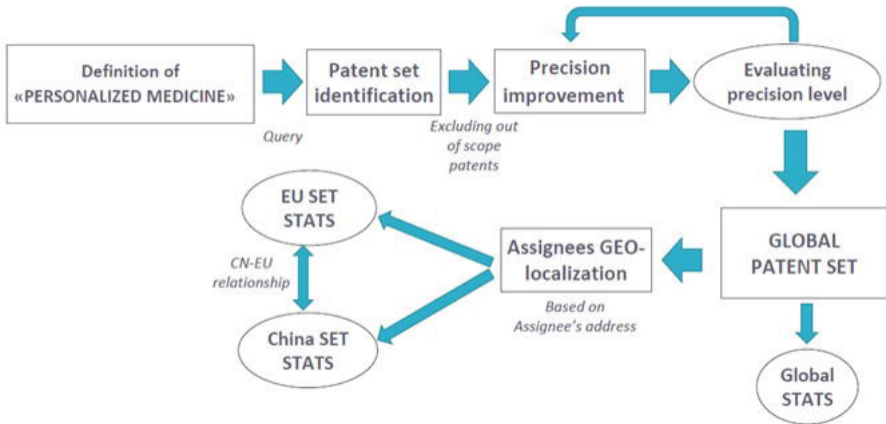 Definition of
«PERSONALIZED MEDICINE»
Query
Patent set
identification
Excluding out
of scope
patents
Precision
improvement
Evaluating
precision level
GLOBAL
PATENT SET
Global
STATS
Assignees GEO-
localization
Based on
Assignee's address
EU SET
STATS
CN-EU
relationship
China SET
STATS